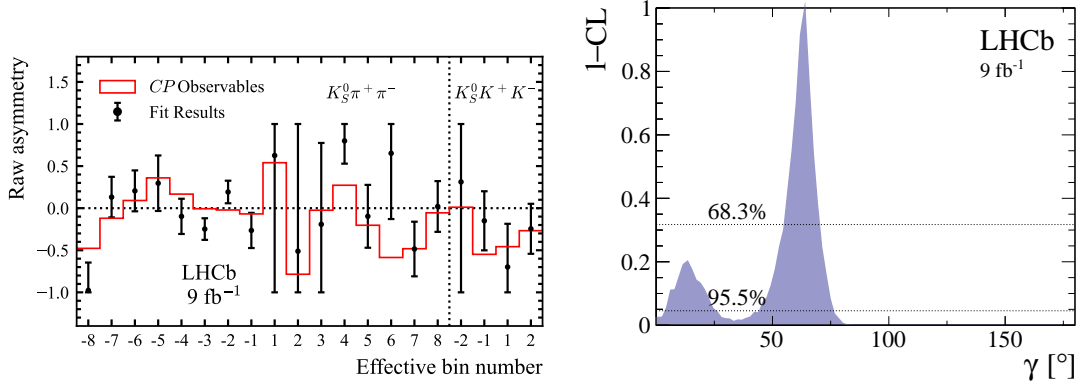 Raw asymmetry
1.5
1.0
0.5
0.0
−0.5
−1.0
CP Observables
Fit Results
K_S^0π⁺π⁻
K_S^0K⁺K⁻
LHCb
9 fb⁻¹
-8 -7 -6 -5 -4 -3 -2 -1 1 2 3 4 5 6 7 8 -2 -1 1 2
Effective bin number
1–CL
1
0.8
0.6
0.4
0.2
0
LHCb
9 fb⁻¹
68.3%
95.5%
50 100 150
γ [°]